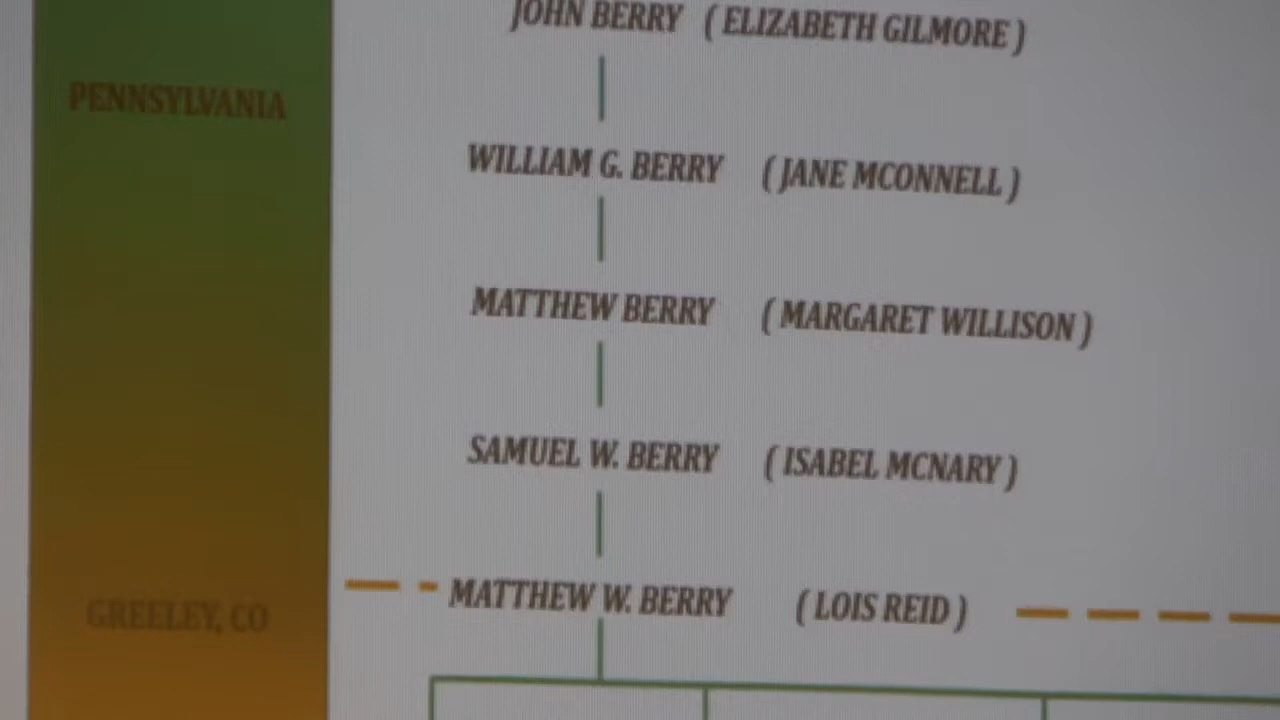 JOHN BERRY ( ELIZABETH GILMORE )
PENNSYLVANIA
WILLIAM G. BERRY ( JANE MCONNELL )
MATTHEW BERRY ( MARGARET WILLISON )
SAMUEL W. BERRY ( ISABEL MCNARY )
MATTHEW W. BERRY ( LOIS REID )
GREELEY, CO